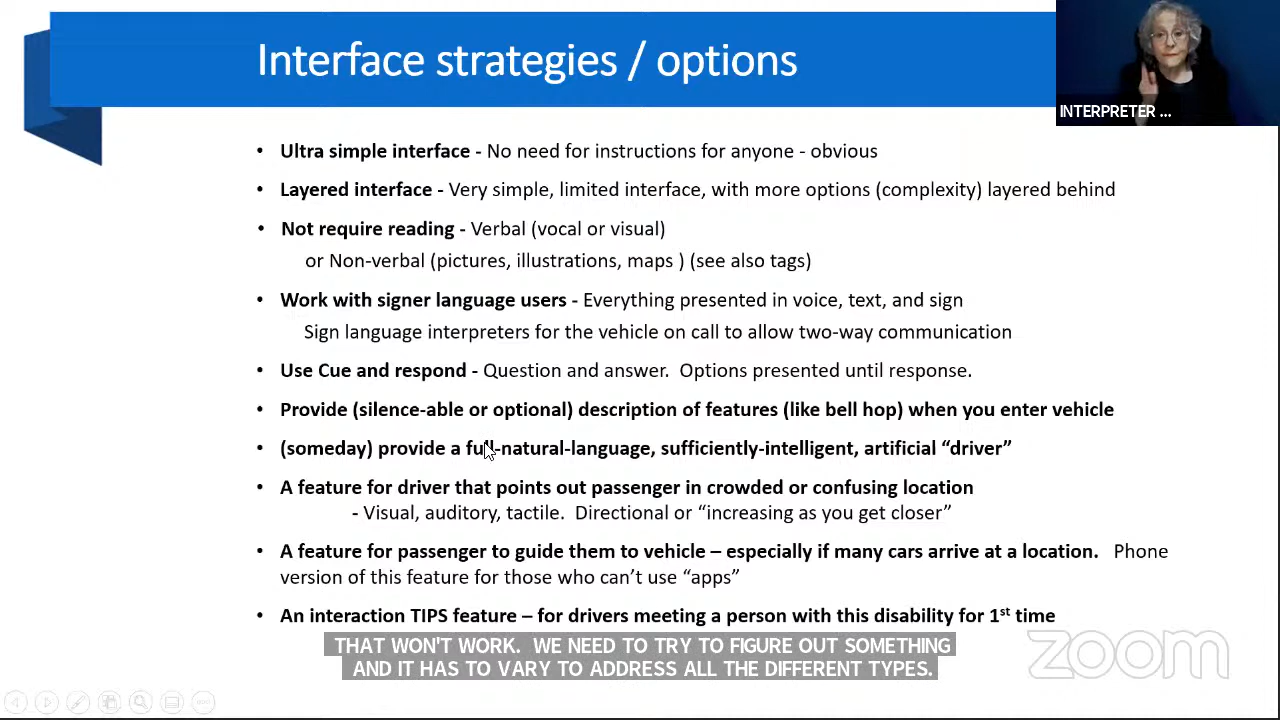 Interface strategies / options
INTERPRETER ...
• Ultra simple interface - No need for instructions for anyone - obvious
• Layered interface - Very simple, limited interface, with more options (complexity) layered behind
• Not require reading - Verbal (vocal or visual)
or Non-verbal (pictures, illustrations, maps ) (see also tags)
• Work with signer language users - Everything presented in voice, text, and sign
Sign language interpreters for the vehicle on call to allow two-way communication
• Use Cue and respond - Question and answer. Options presented until response.
• Provide (silence-able or optional) description of features (like bell hop) when you enter vehicle
• (someday) provide a full-natural-language, sufficiently-intelligent, artificial “driver”
• A feature for driver that points out passenger in crowded or confusing location
- Visual, auditory, tactile. Directional or “increasing as you get closer”
• A feature for passenger to guide them to vehicle – especially if many cars arrive at a location. Phone
version of this feature for those who can’t use “apps”
• An interaction TIPS feature – for drivers meeting a person with this disability for 1st time
THAT WON'T WORK. WE NEED TO TRY TO FIGURE OUT SOMETHING
AND IT HAS TO VARY TO ADDRESS ALL THE DIFFERENT TYPES.
zoom